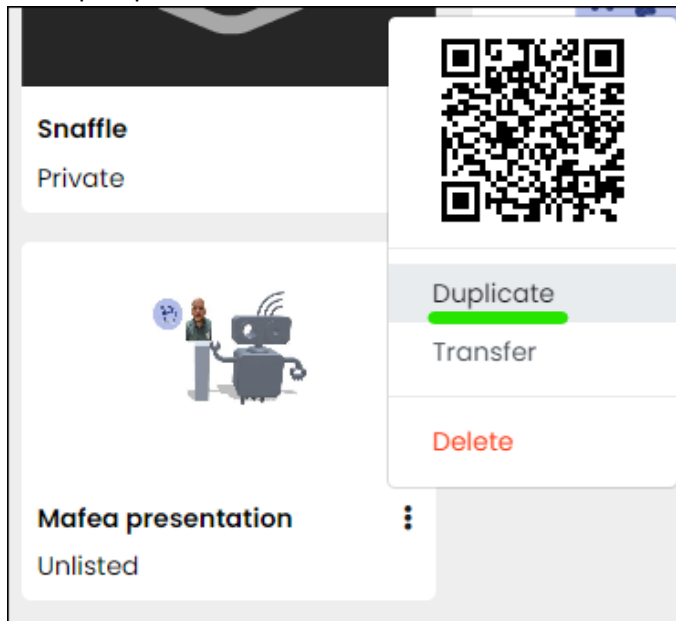 Snaffle
Private
Duplicate
Transfer
Delete
Mafea presentation
Unlisted